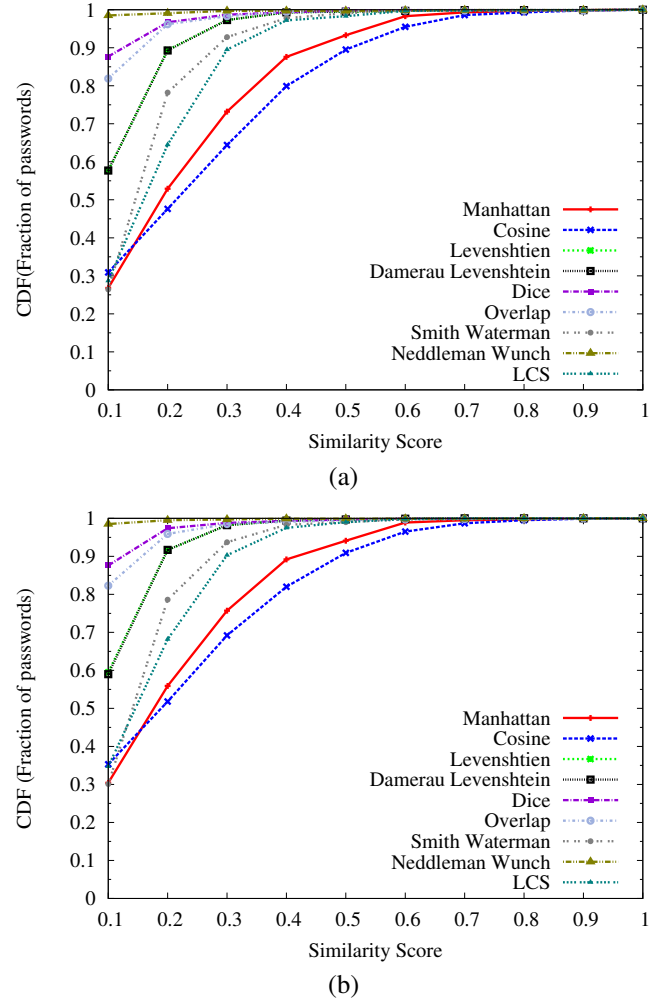 1
0.9
0.8
0.7
0.6
0.5
0.4
0.3
0.2
0.1
0
CDF(Fraction of passwords)
Manhattan
Cosine
Levenshtien
Damerau Levenshtein
Dice
Overlap
Smith Waterman
Neddleman Wunch
LCS
0.1 0.2 0.3 0.4 0.5 0.6 0.7 0.8 0.9 1
Similarity Score
(a)
1
0.9
0.8
0.7
0.6
0.5
0.4
0.3
0.2
0.1
0
CDF (Fraction of passwords)
Manhattan
Cosine
Levenshtien
Damerau Levenshtein
Dice
Overlap
Smith Waterman
Neddleman Wunch
LCS
0.1 0.2 0.3 0.4 0.5 0.6 0.7 0.8 0.9 1
Similarity Score
(b)